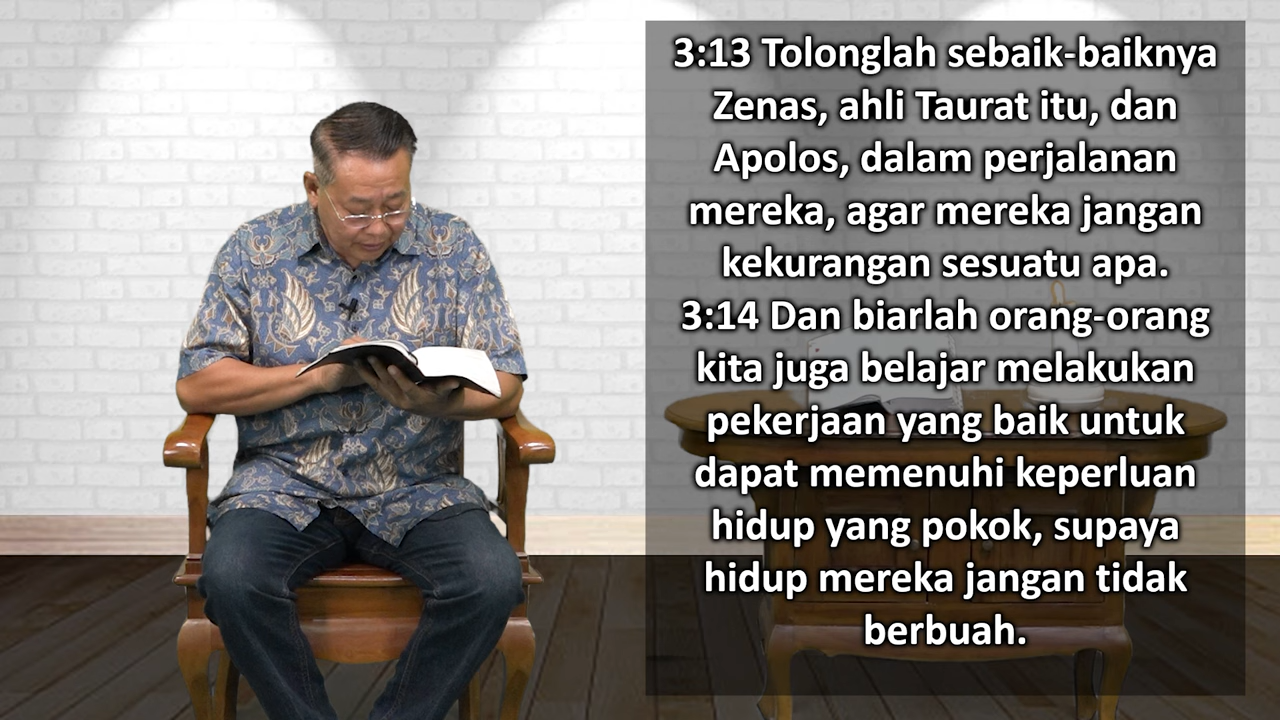 3:13 Tolonglah sebaik-baiknya
Zenas, ahli Taurat itu, dan
Apolos, dalam perjalanan
mereka, agar mereka jangan
kekurangan sesuatu apa.
3:14 Dan biarlah orang-orang
kita juga belajar melakukan
pekerjaan yang baik untuk
dapat memenuhi keperluan
hidup yang pokok, supaya
hidup mereka jangan tidak
berbuah.